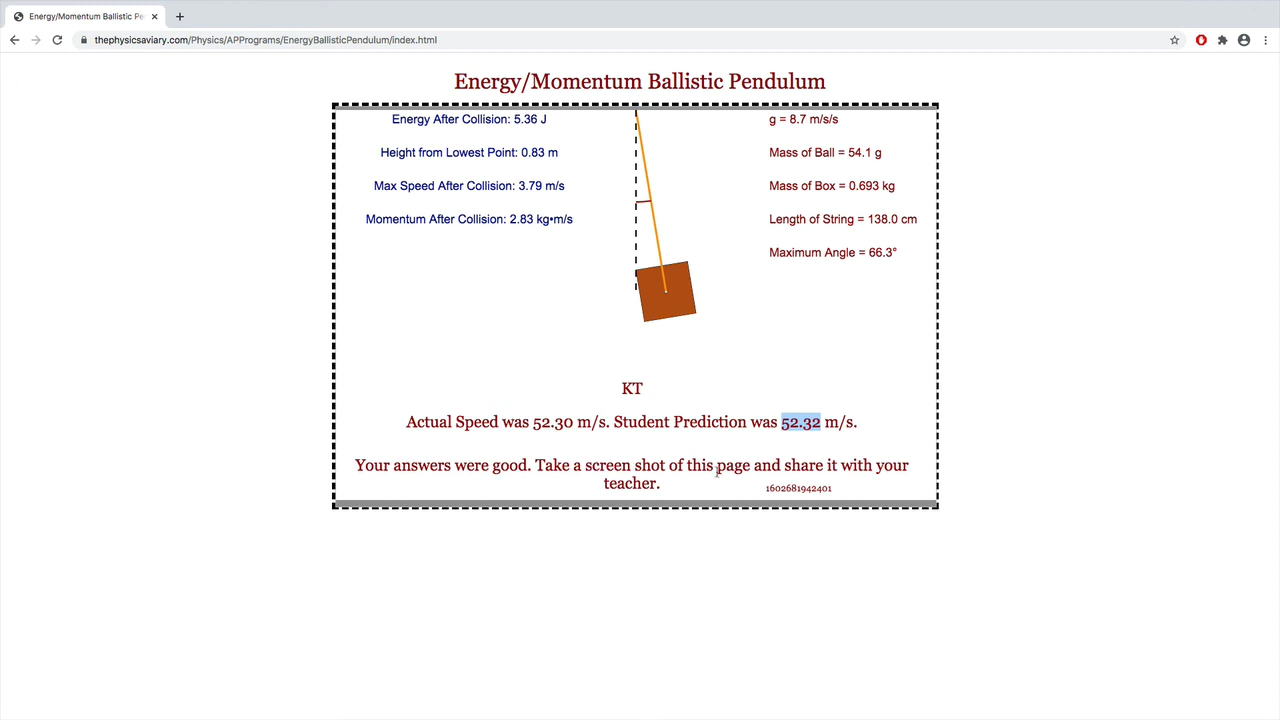 Energy/Momentum Ballistic Pe
thephysicsaviary.com/Physics/APPrograms/EnergyBallisticPendulum/index.html
Energy/Momentum Ballistic Pendulum
Energy After Collision: 5.36 J
Height from Lowest Point: 0.83 m
Max Speed After Collision: 3.79 m/s
Momentum After Collision: 2.83 kg•m/s
g = 8.7 m/s/s
Mass of Ball = 54.1 g
Mass of Box = 0.693 kg
Length of String = 138.0 cm
Maximum Angle = 66.3°
KT
Actual Speed was 52.30 m/s. Student Prediction was 52.32 m/s.
Your answers were good. Take a screen shot of this page and share it with your
teacher.
1602681942401